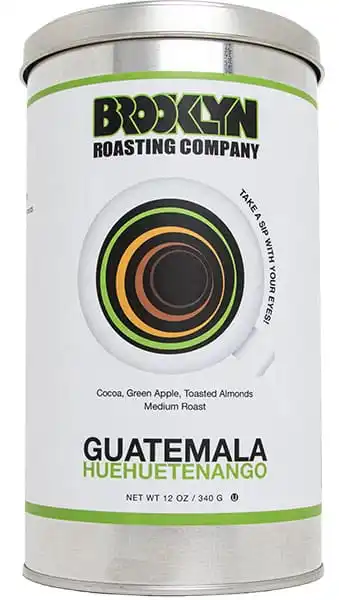 BROOKLYN
ROASTING COMPANY
TAKE A SIP WITH YOUR EYES!
Cocoa, Green Apple, Toasted Almonds
Medium Roast
GUATEMALA
HUEHUETENANGO
NET WT 12 OZ / 340 G U